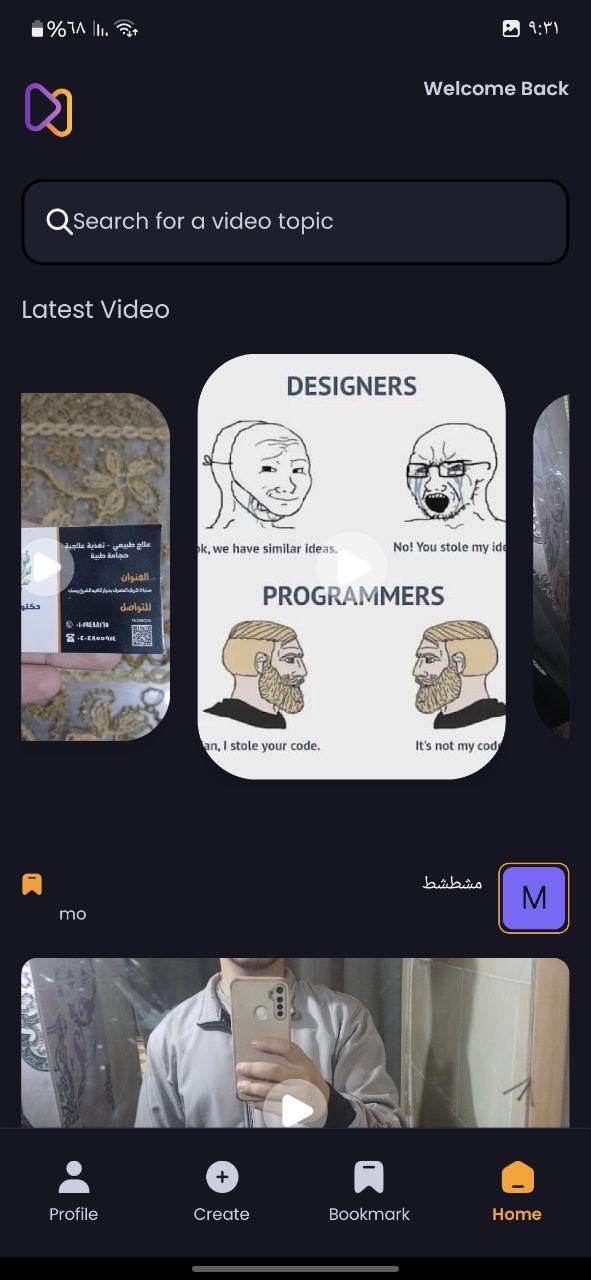 ٩:٣١
%٦٨
Welcome Back
Search for a video topic
Latest Video
علاج طبيعي - تغذية علاجية
حجامة طبية
العنوان
للتواصل
FACEBOOK
DESIGNERS
ok, we have similar ideas.
No! You stole my ide
PROGRAMMERS
an, I stole your code.
It's not my code
مشطشط
M
mo
Profile
Create
Bookmark
Home